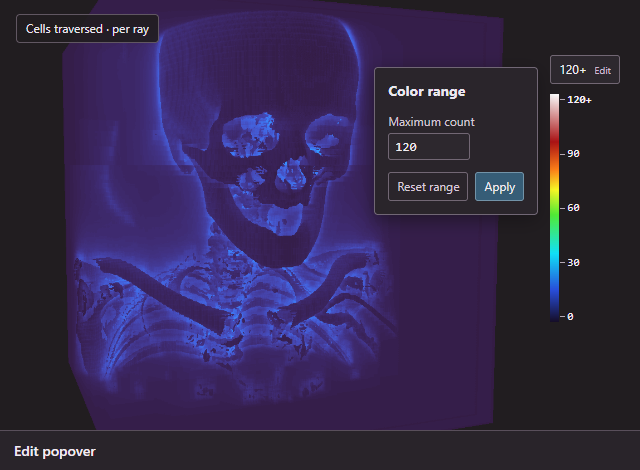 Cells traversed · per ray
120+ Edit
Color range
Maximum count
120
Reset range Apply
120+
90
60
30
0
Edit popover